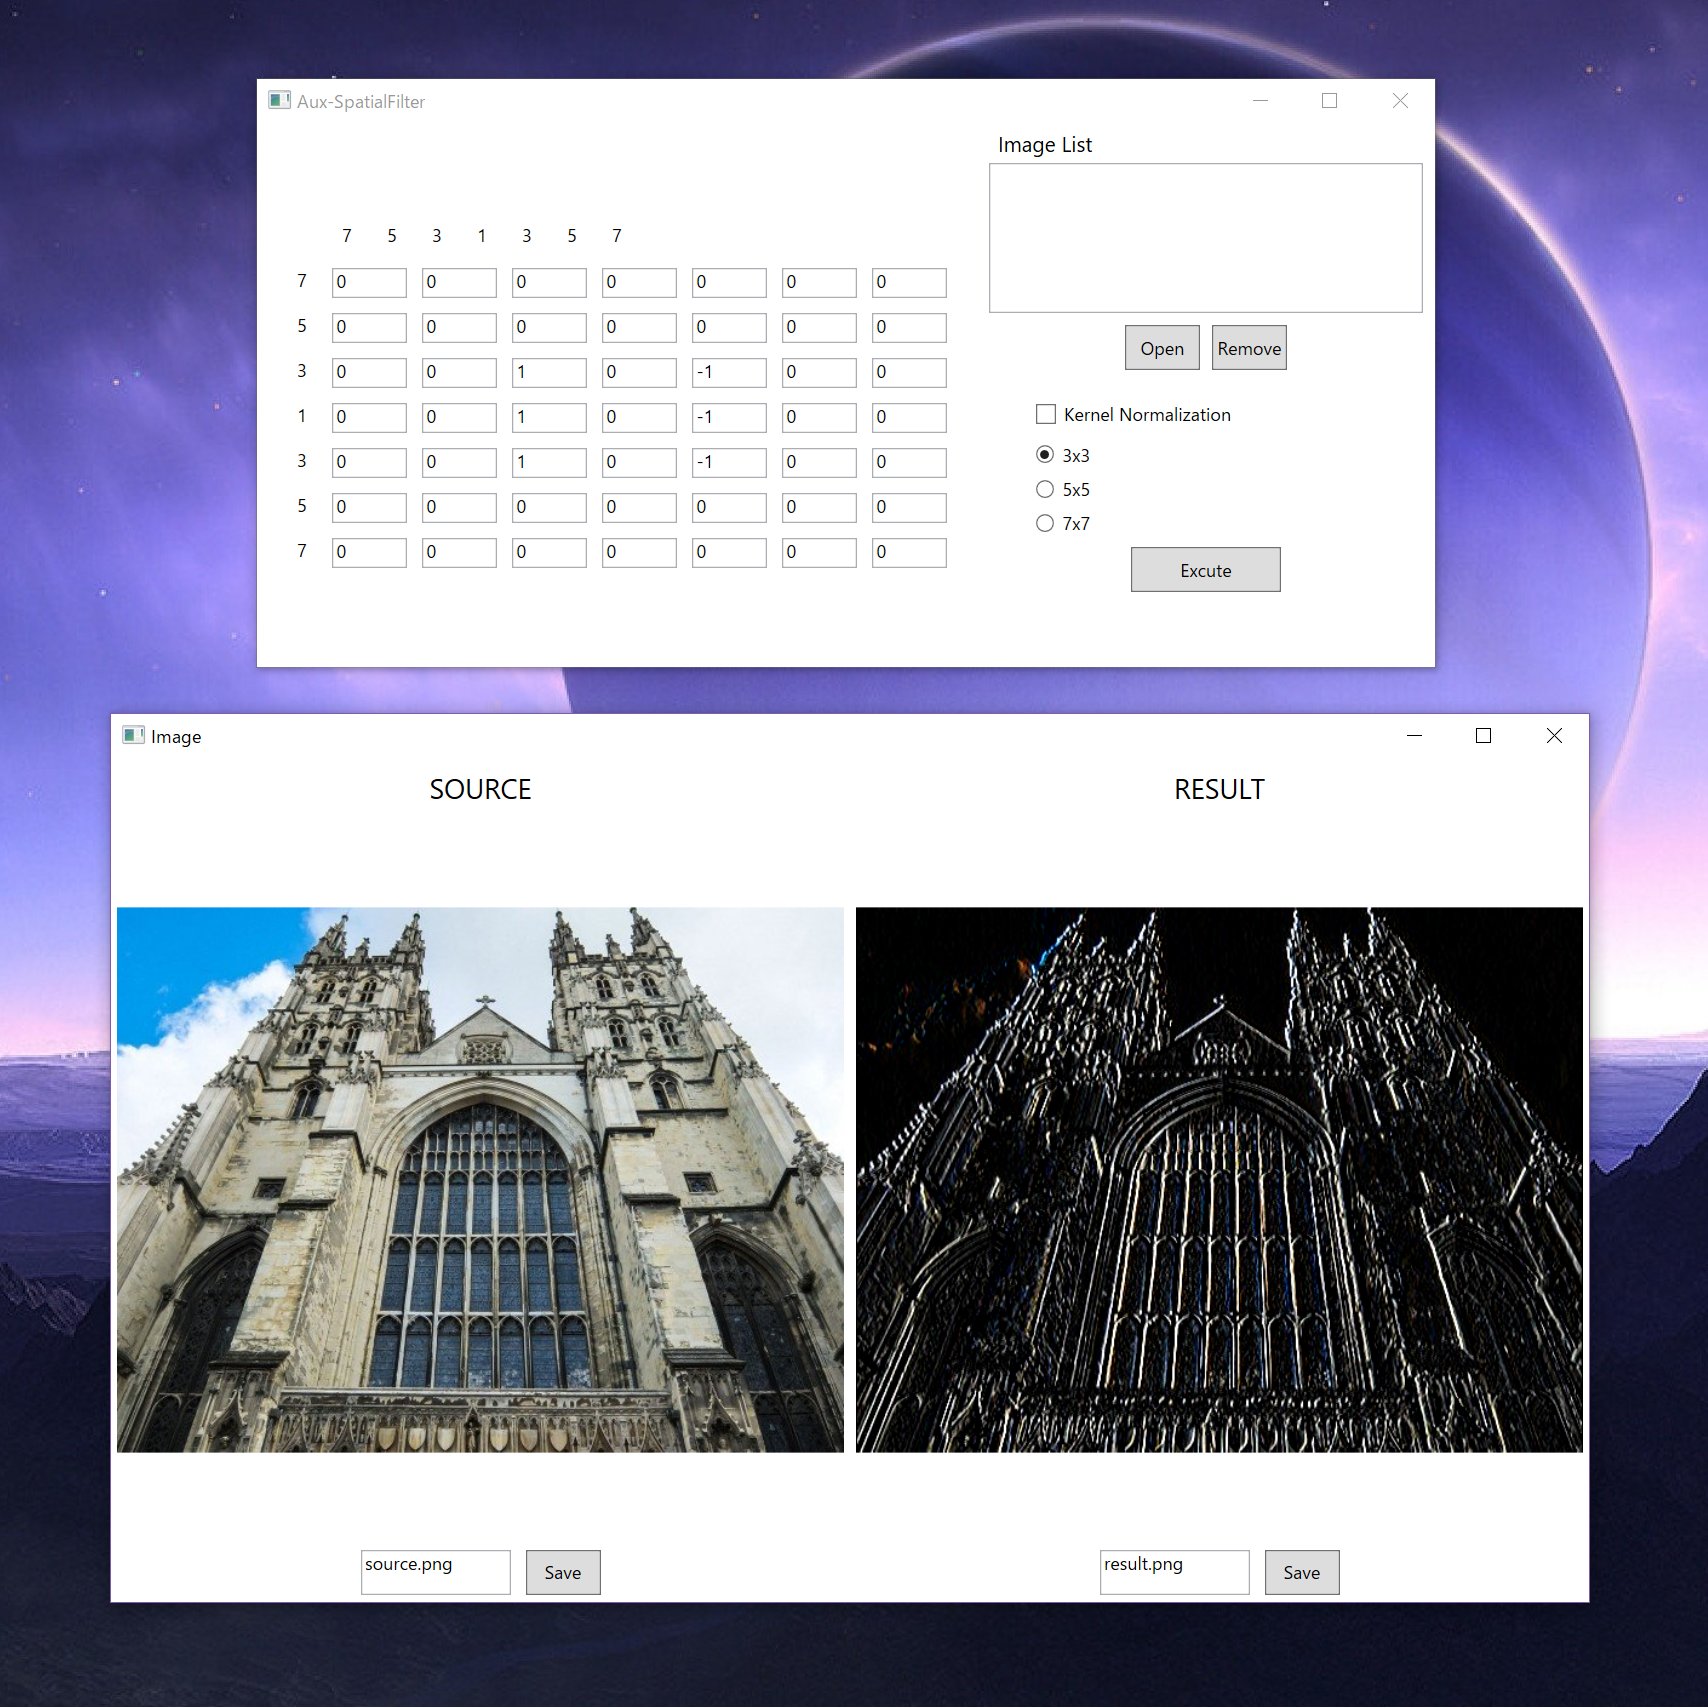 Aux-SpatialFilter
Image List
7 5 3 1 3 5 7
7 0 0 0 0 0 0 0
5 0 0 0 0 0 0 0
3 0 0 1 0 -1 0 0
1 0 0 1 0 -1 0 0
3 0 0 1 0 -1 0 0
5 0 0 0 0 0 0 0
7 0 0 0 0 0 0 0
Open Remove
Kernel Normalization
3x3
5x5
7x7
Excute
Image
SOURCE RESULT
source.png Save result.png Save